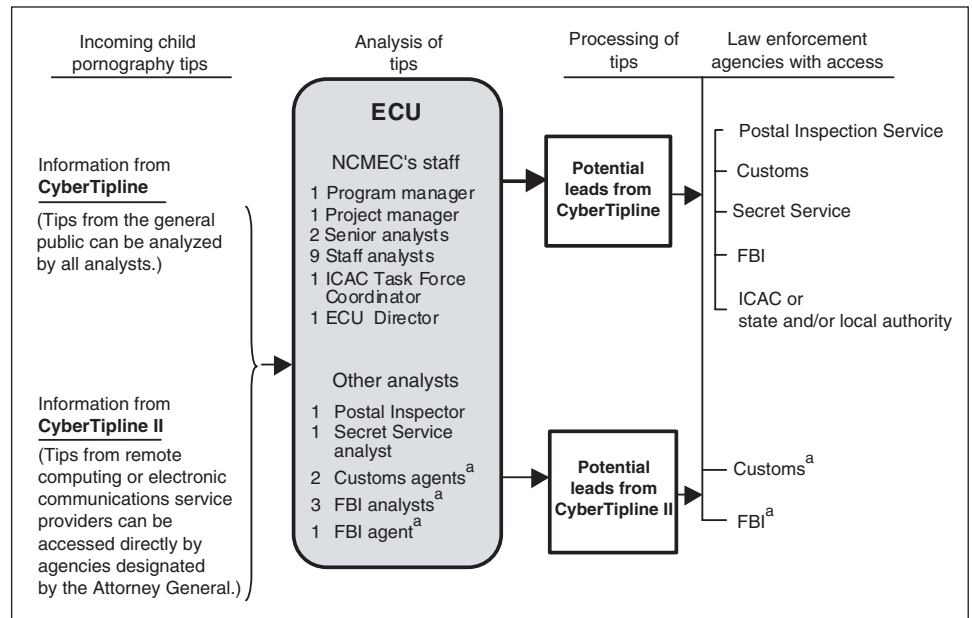 Incoming child
pornography tips
Analysis of
tips
Processing of
tips
Law enforcement
agencies with access
Information from
CyberTipline
(Tips from the general
public can be analyzed
by all analysts.)
Information from
CyberTipline II
(Tips from remote
computing or electronic
communications service
providers can be
accessed directly by
agencies designated
by the Attorney General.)
ECU
NCMEC's staff
1 Program manager
1 Project manager
2 Senior analysts
9 Staff analysts
1 ICAC Task Force
Coordinator
1 ECU Director
Other analysts
1 Postal Inspector
1 Secret Service
analyst
2 Customs agentsᵃ
3 FBI analystsᵃ
1 FBI agentᵃ
Potential
leads from
CyberTipline
Potential
leads from
CyberTipline II
Postal Inspection Service
Customs
Secret Service
FBI
ICAC or
state and/or local authority
Customsᵃ
FBIᵃ